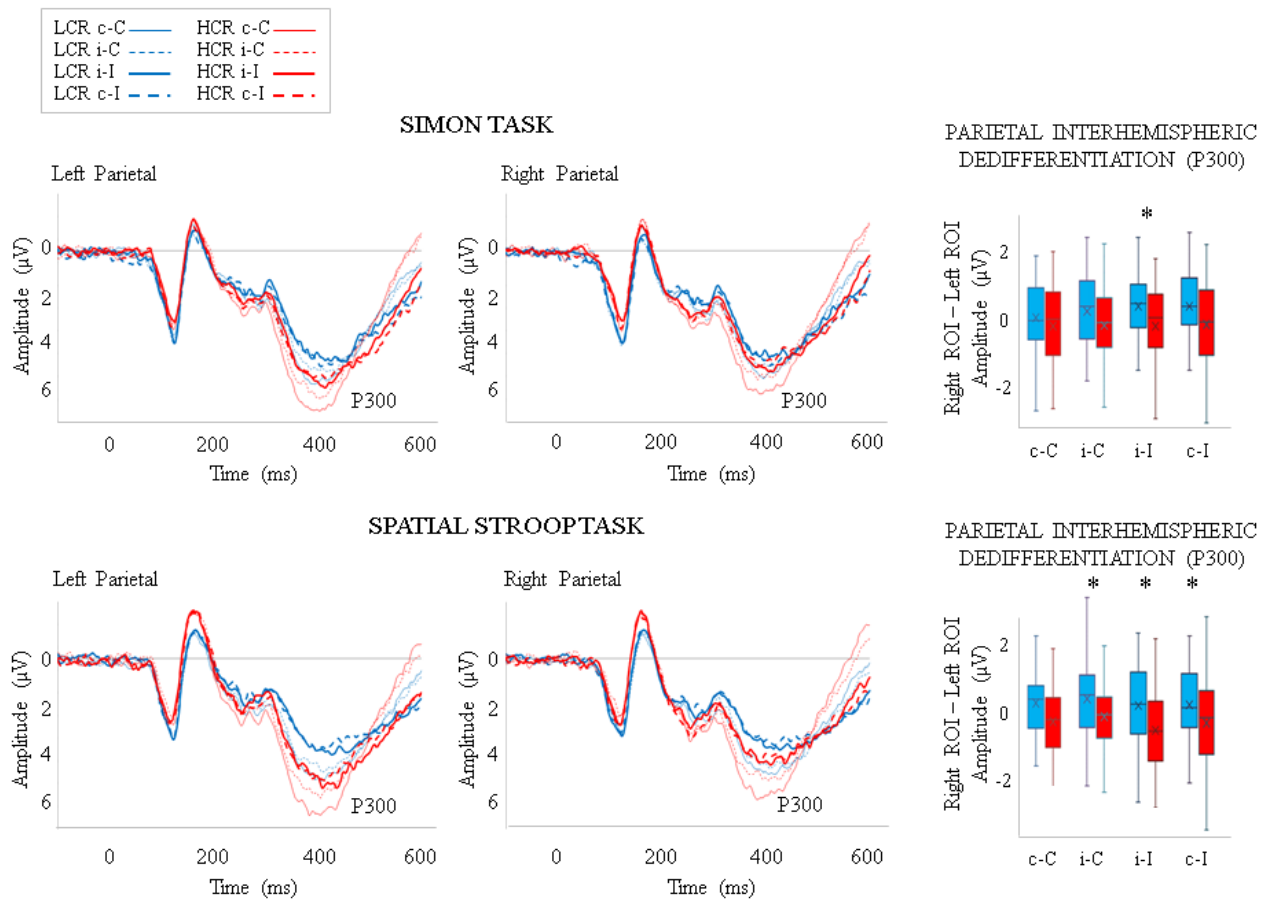 LCR c-C HCR c-C
LCR i-C HCR i-C
LCR i-I HCR i-I
LCR c-I HCR c-I
SIMON TASK
Left Parietal
Amplitude (μV)
0
2
4
6
P300
0 200 400 600
Time (ms)
Right Parietal
Amplitude (μV)
0
2
4
6
P300
0 200 400 600
Time (ms)
PARIETAL INTERHEMISPHERIC
DEDIFFERENTIATION (P300)
*
Right ROI – Left ROI
Amplitude (μV)
2
0
-2
c-C i-C i-I c-I
SPATIAL STROOP TASK
Left Parietal
Amplitude (μV)
0
2
4
6
P300
0 200 400 600
Time (ms)
Right Parietal
Amplitude (μV)
0
2
4
6
P300
0 200 400 600
Time (ms)
PARIETAL INTERHEMISPHERIC
DEDIFFERENTIATION (P300)
* * *
Right ROI – Left ROI
Amplitude (μV)
2
0
-2
c-C i-C i-I c-I